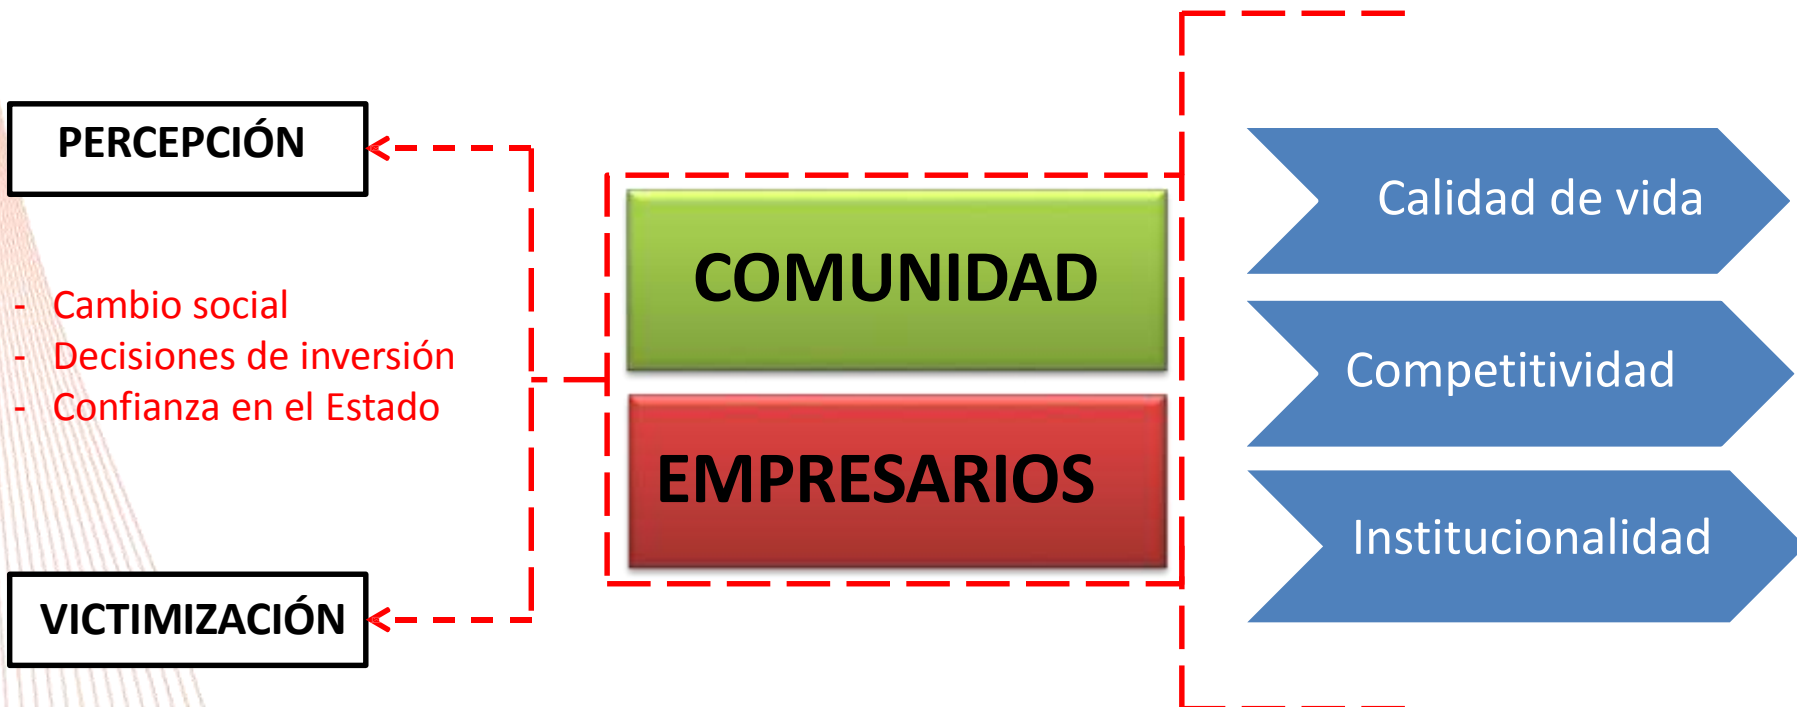 PERCEPCIÓN
- Cambio social
- Decisiones de inversión
- Confianza en el Estado
VICTIMIZACIÓN
COMUNIDAD
EMPRESARIOS
Calidad de vida
Competitividad
Institucionalidad